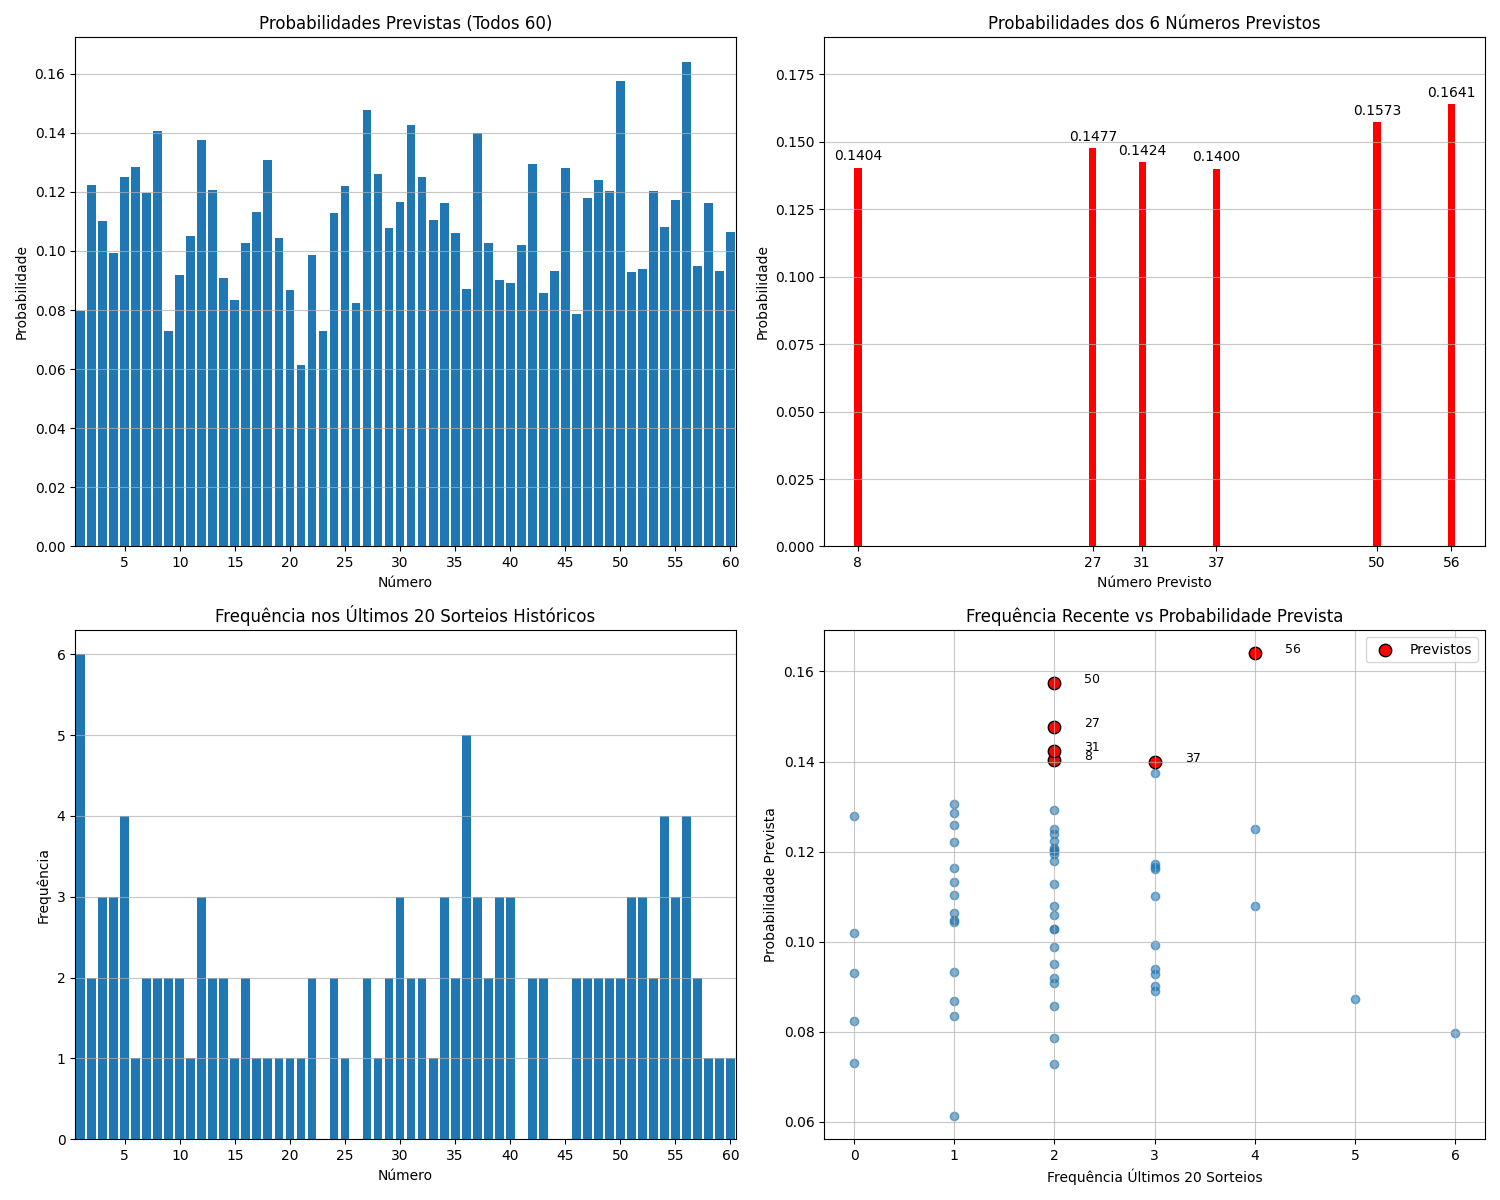 Probabilidades Previstas (Todos 60)
Probabilidade
0.16
0.14
0.12
0.10
0.08
0.06
0.04
0.02
0.00
5 10 15 20 25 30 35 40 45 50 55 60
Número
Probabilidades dos 6 Números Previstos
Probabilidade
0.175
0.150
0.125
0.100
0.075
0.050
0.025
0.000
0.1404
0.1477
0.1424
0.1400
0.1573
0.1641
8 27 31 37 50 56
Número Previsto
Frequência nos Últimos 20 Sorteios Históricos
Frequência
6
5
4
3
2
1
0
5 10 15 20 25 30 35 40 45 50 55 60
Número
Frequência Recente vs Probabilidade Prevista
Previstos
Probabilidade Prevista
0.16
0.14
0.12
0.10
0.08
0.06
56
50
27
31
8
37
0 1 2 3 4 5 6
Frequência Últimos 20 Sorteios